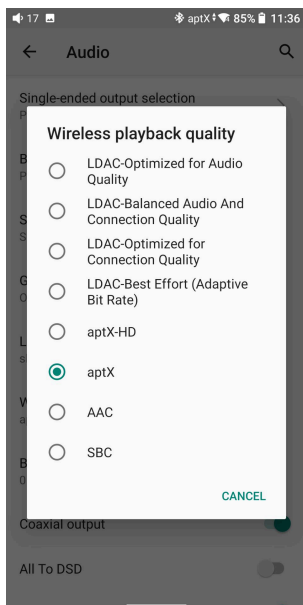 17 aptX 85% 11:36
Audio
Single-ended output selection
P
Wireless playback quality
LDAC-Optimized for Audio
Quality
LDAC-Balanced Audio And
Connection Quality
LDAC-Optimized for
Connection Quality
LDAC-Best Effort (Adaptive
Bit Rate)
aptX-HD
aptX
AAC
SBC
CANCEL
Coaxial output
All To DSD